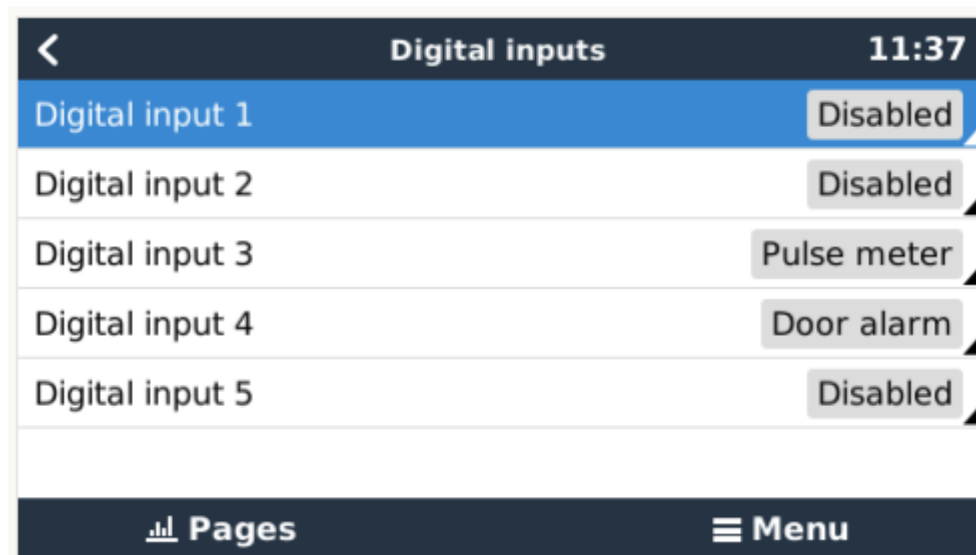 Digital inputs 11:37
Digital input 1 Disabled
Digital input 2 Disabled
Digital input 3 Pulse meter
Digital input 4 Door alarm
Digital input 5 Disabled
Pages Menu